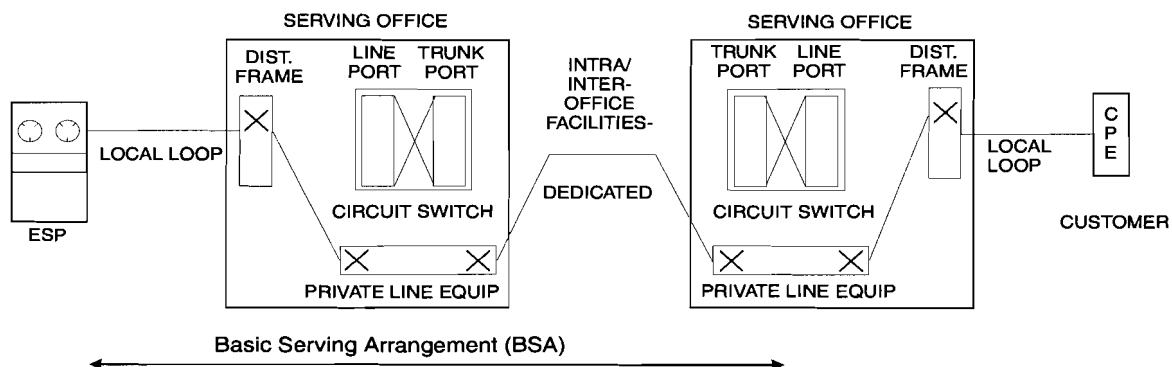 SERVING OFFICE
SERVING OFFICE
DIST.
FRAME
LINE
PORT
TRUNK
PORT
INTRA/
INTER-
OFFICE
FACILITIES-
TRUNK
PORT
LINE
PORT
DIST.
FRAME
C
P
E
LOCAL LOOP
LOCAL
LOOP
DEDICATED
CIRCUIT SWITCH
CIRCUIT SWITCH
ESP
CUSTOMER
PRIVATE LINE EQUIP
PRIVATE LINE EQUIP
Basic Serving Arrangement (BSA)